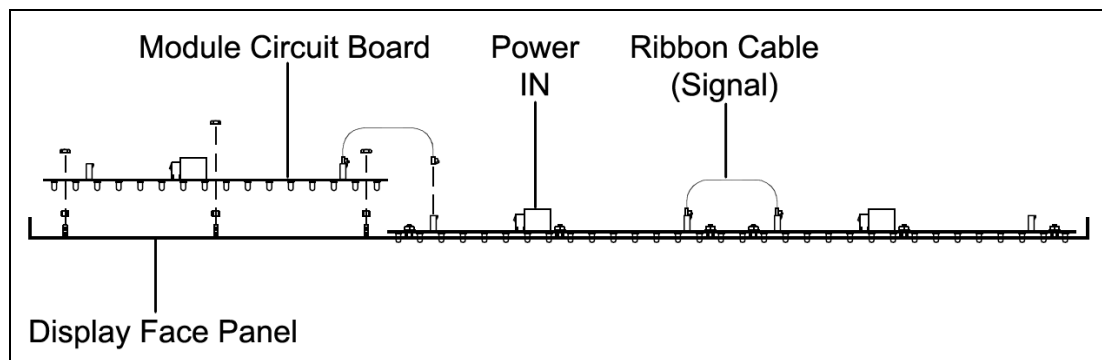 Module Circuit Board
Power
IN
Ribbon Cable
(Signal)
Display Face Panel